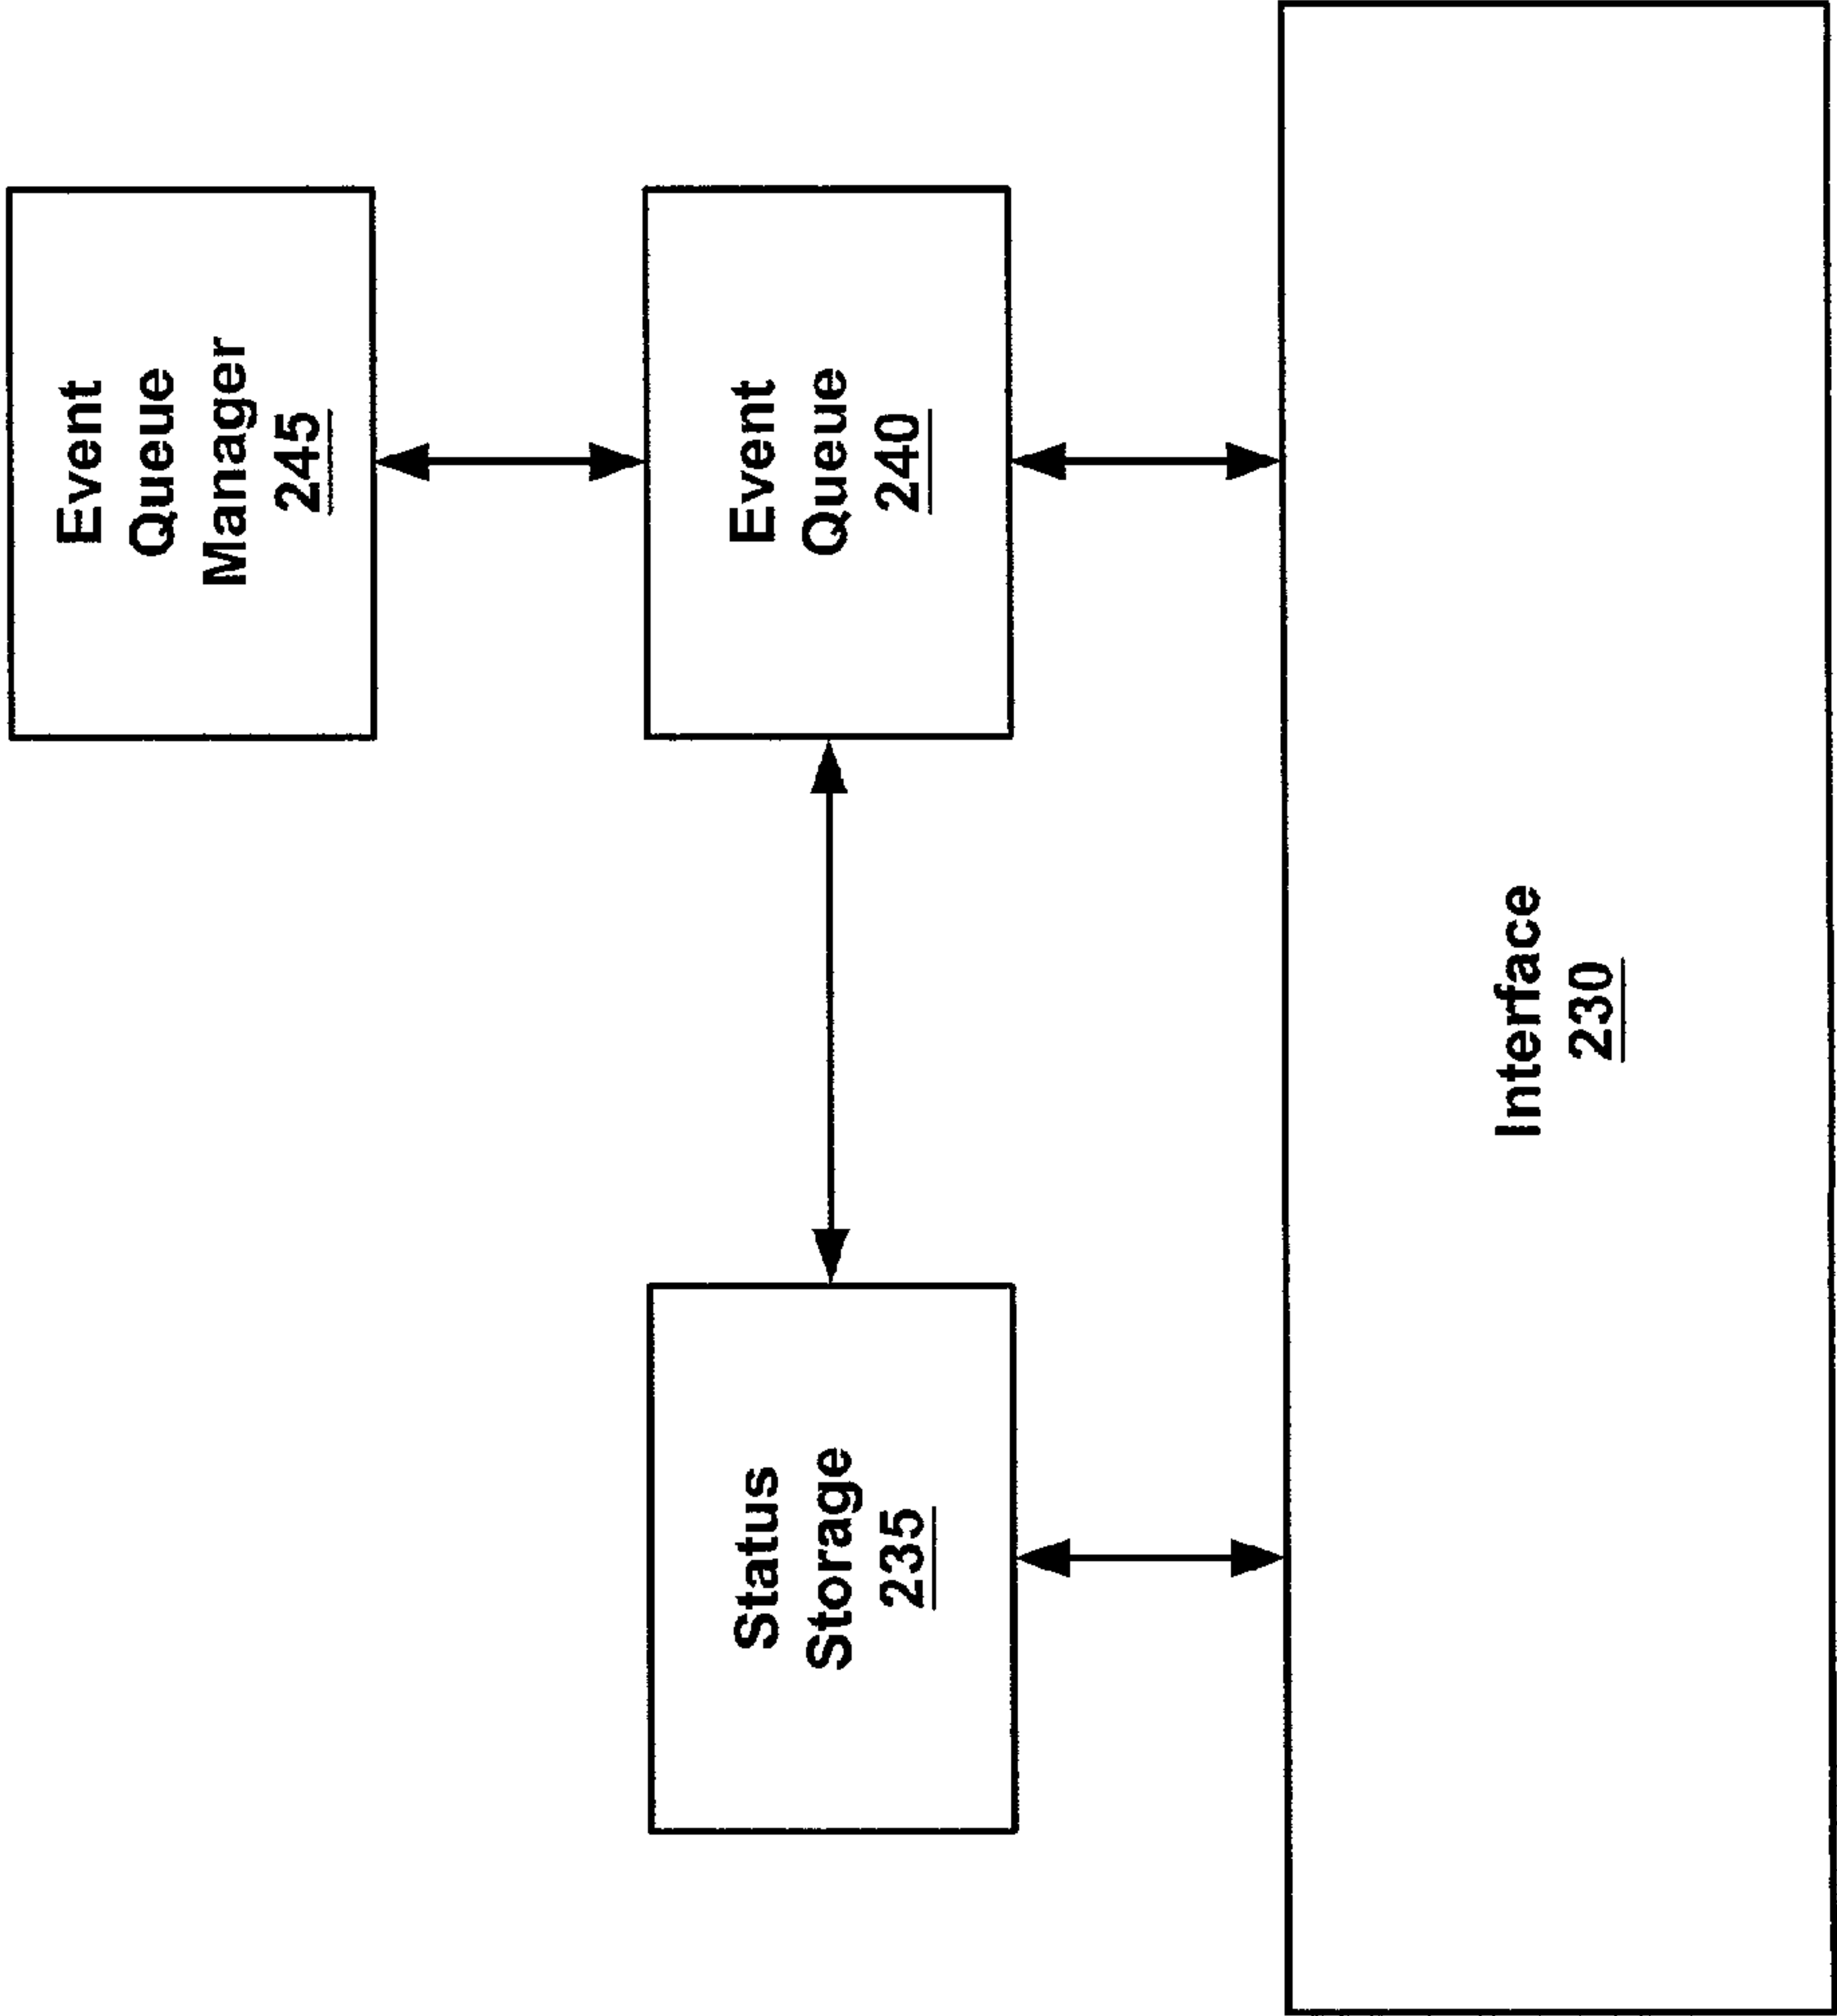 Event
Queue
Manager
245
Event
Queue
240
Status
Storage
235
Interface
230